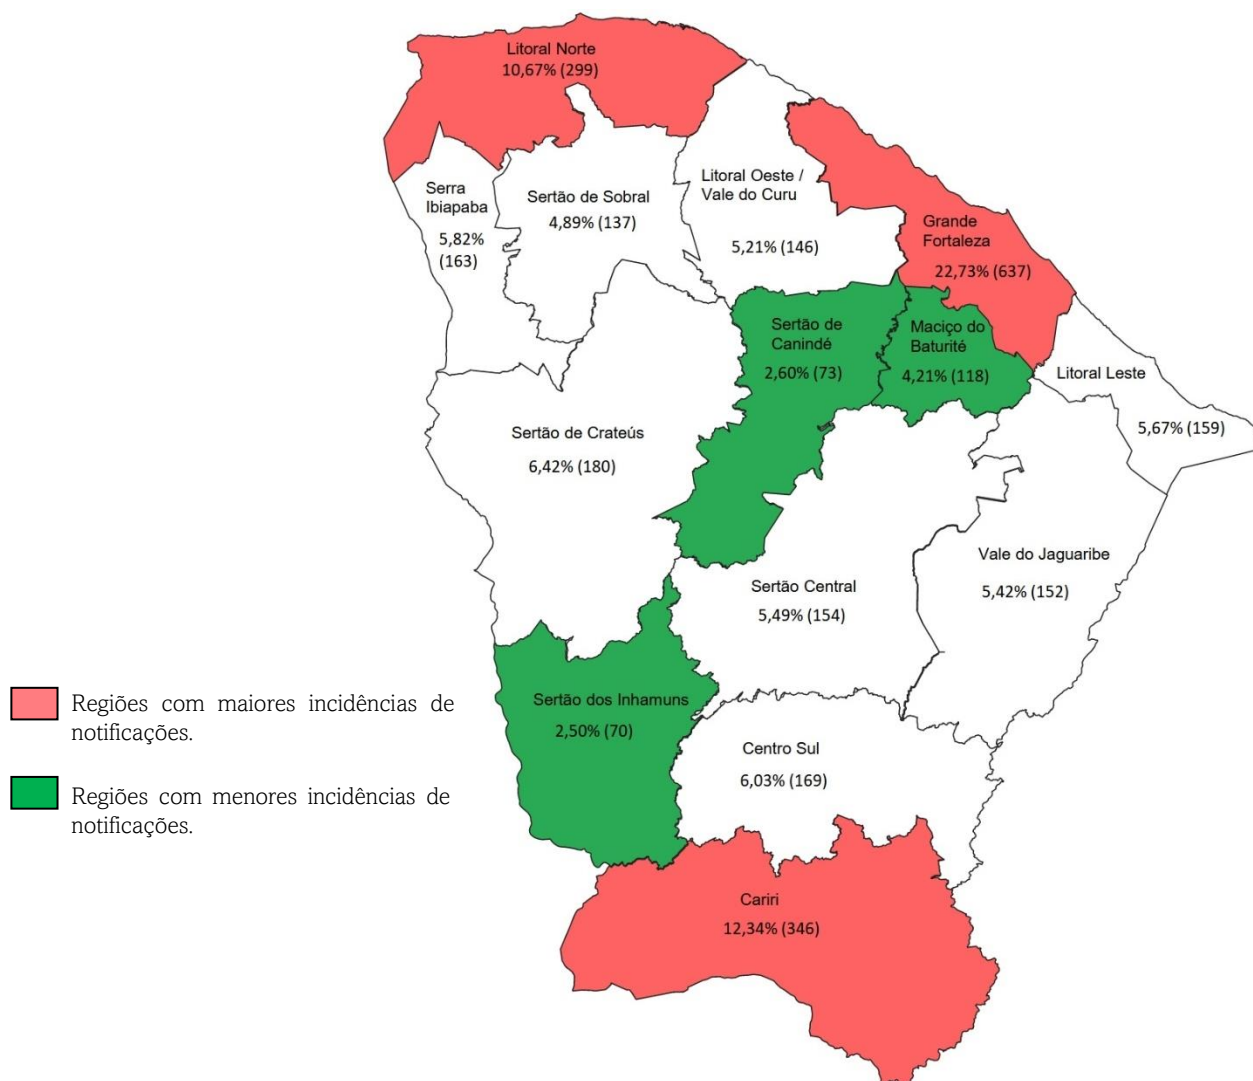 Litoral Norte
10,67% (299)
Serra
Ibiapaba
5,82%
(163)
Sertão de Sobral
4,89% (137)
Litoral Oeste /
Vale do Curu
5,21% (146)
Grande
Fortaleza
22,73% (637)
Sertão de
Canindé
2,60% (73)
Maciço do
Baturité
4,21% (118)
Litoral Leste
5,67% (159)
Sertão de Crateús
6,42% (180)
Vale do Jaguaribe
5,42% (152)
Sertão Central
5,49% (154)
Sertão dos Inhamuns
2,50% (70)
Centro Sul
6,03% (169)
Cariri
12,34% (346)
Regiões com maiores incidências de
notificações.
Regiões com menores incidências de
notificações.